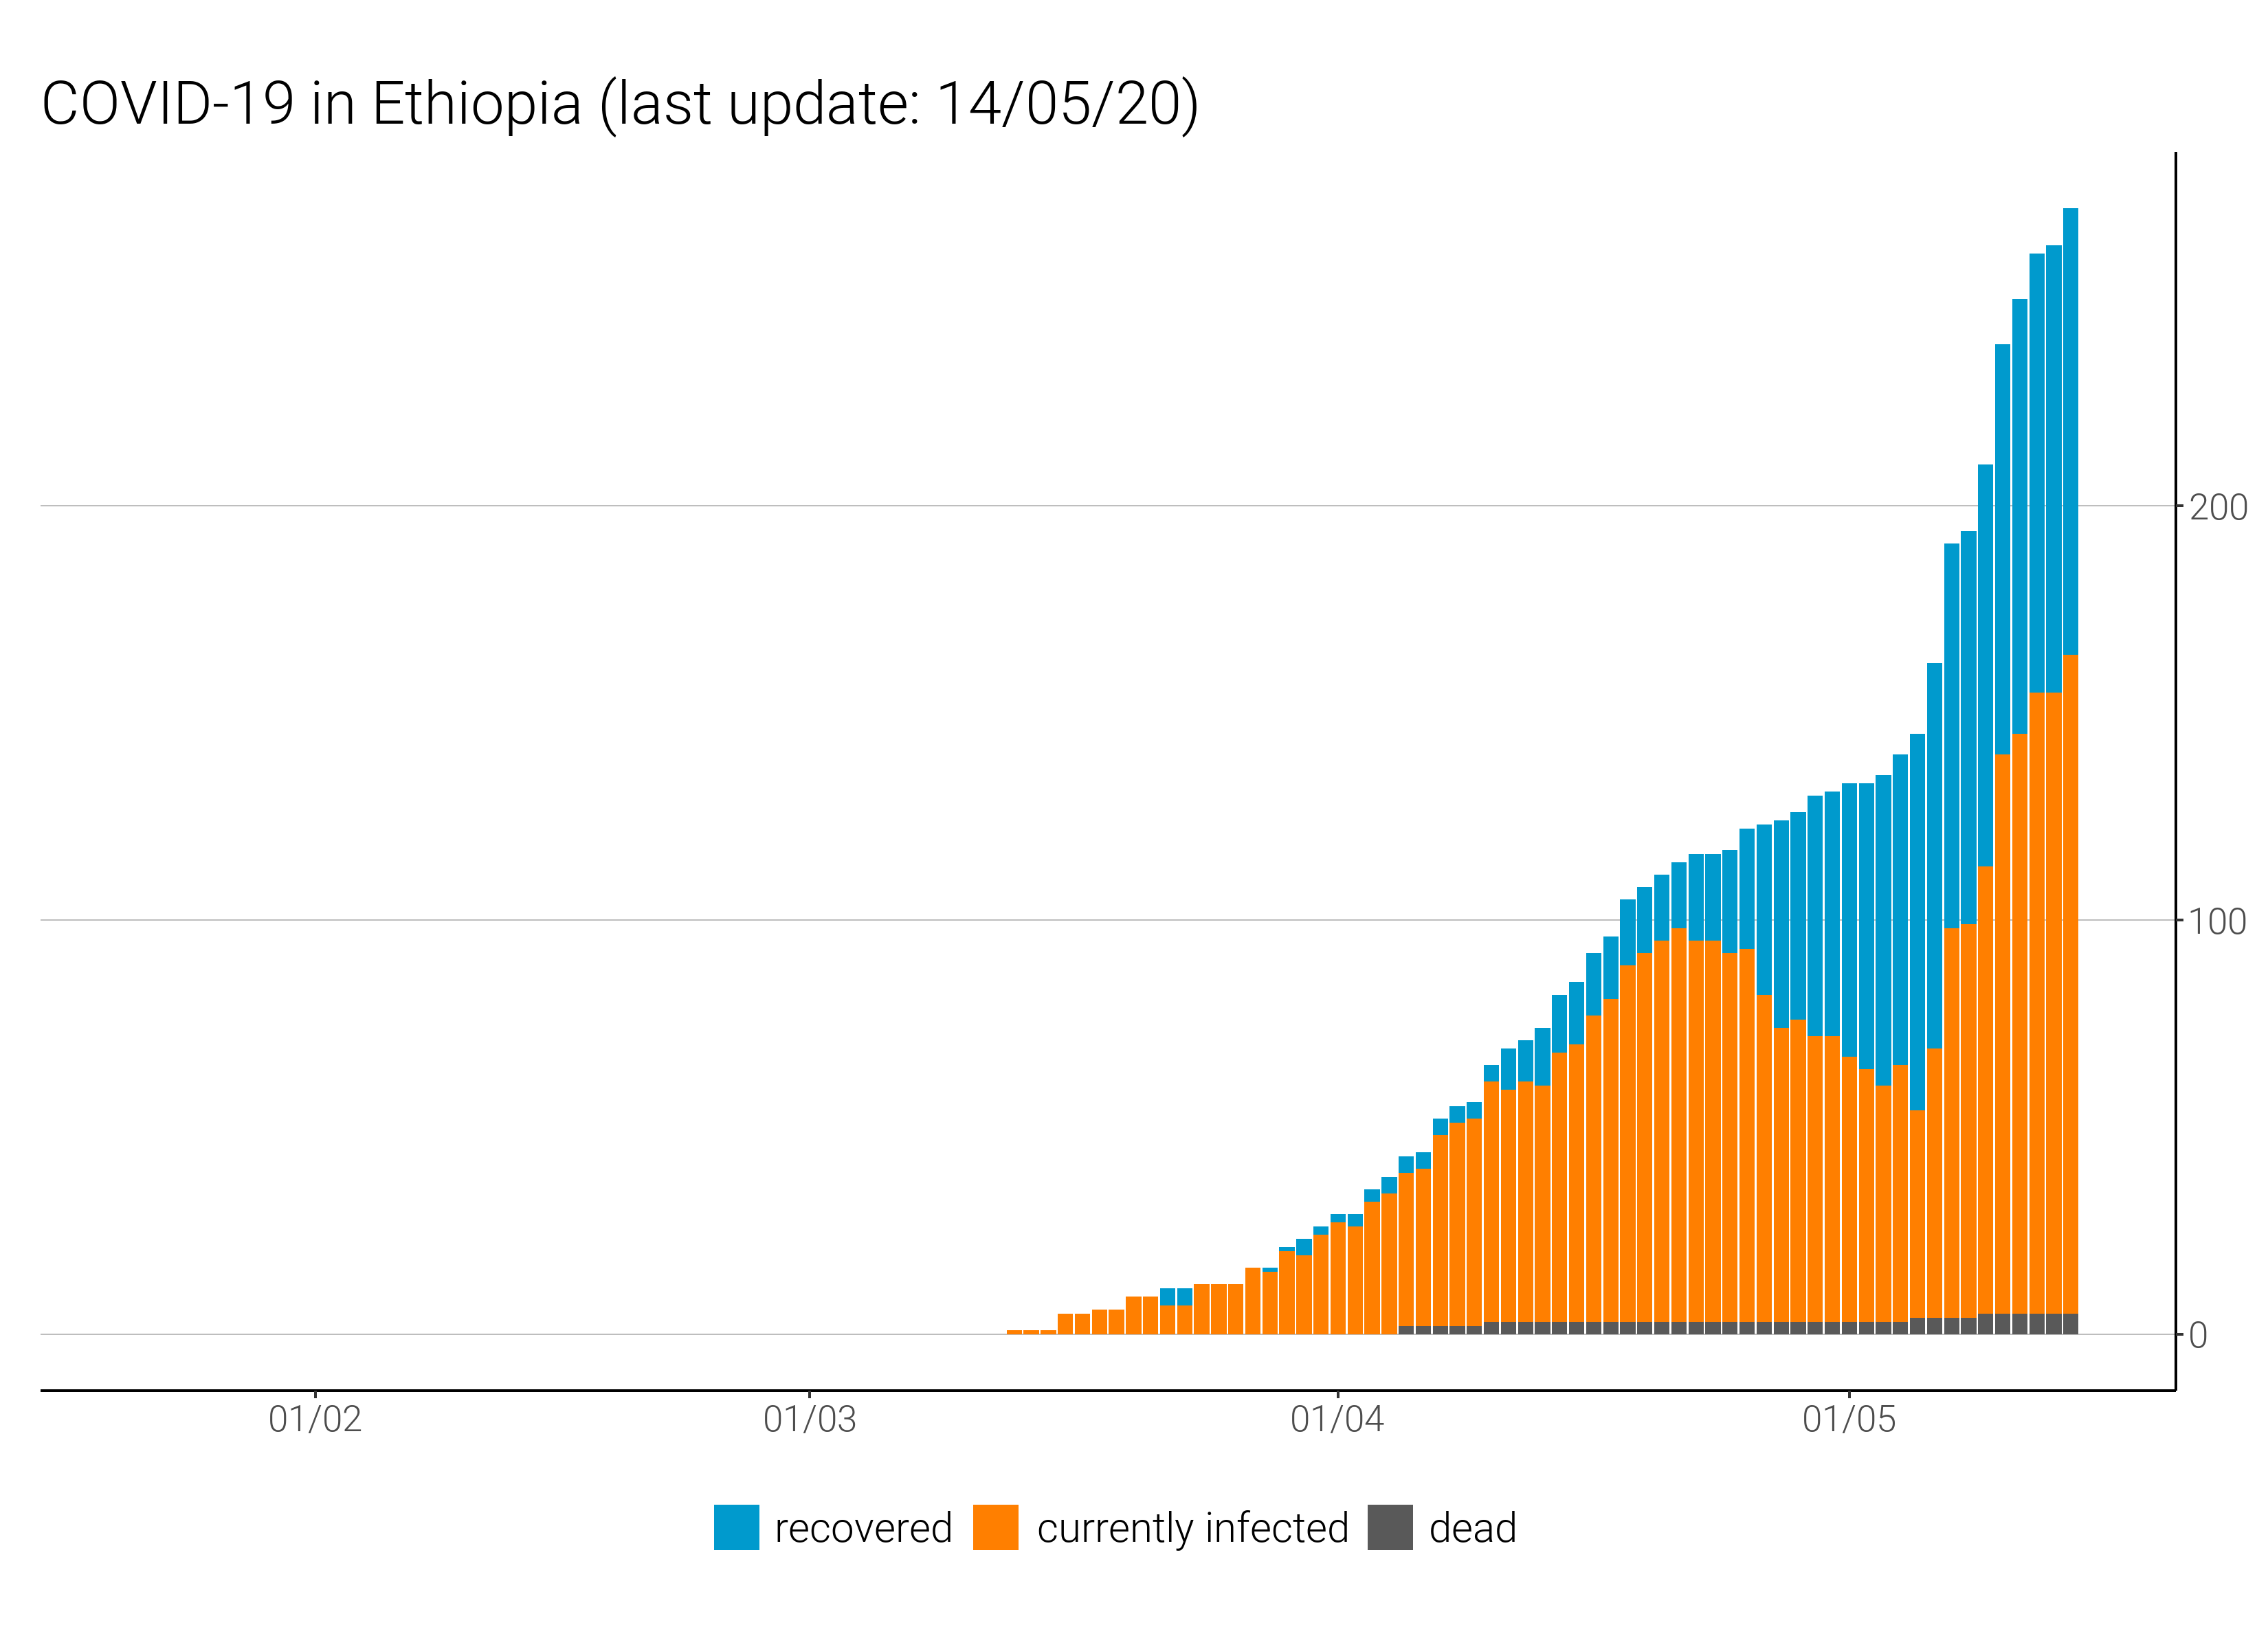 COVID-19 in Ethiopia (last update: 14/05/20)
200
100
0
01/02 01/03 01/04 01/05
recovered currently infected dead